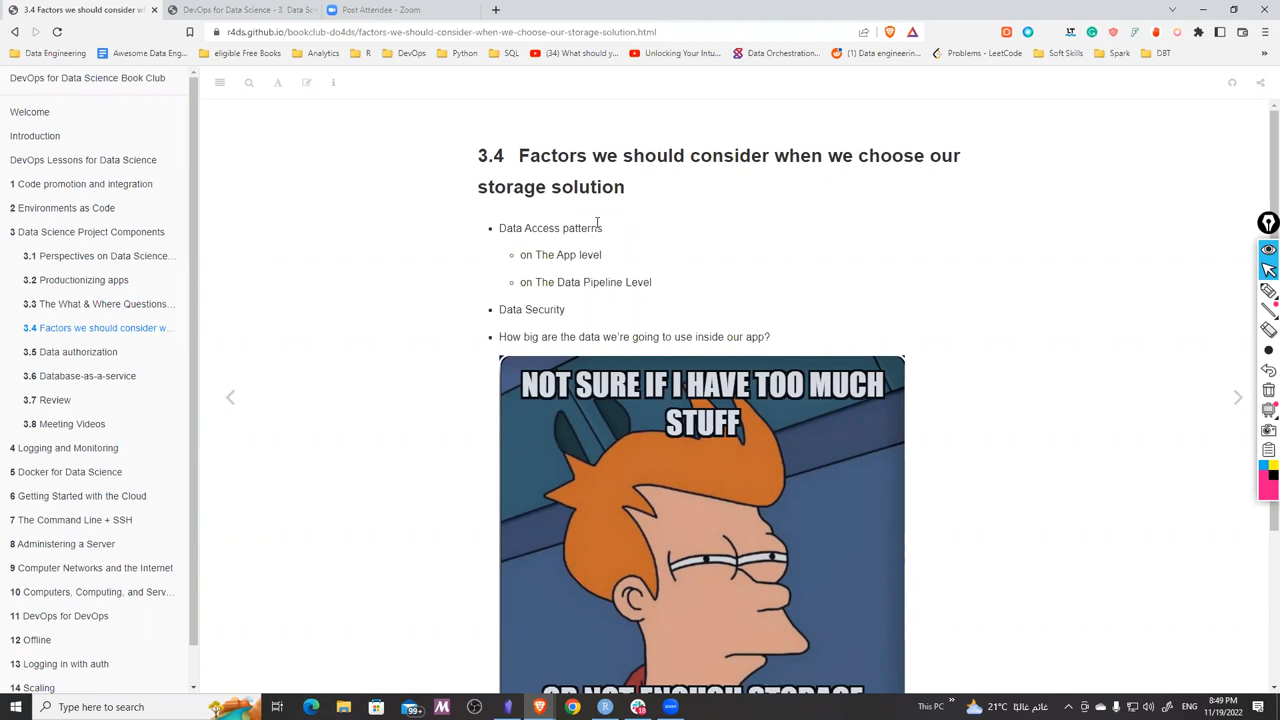 3.4 Factors we should consider w
DevOps for Data Science - 3 Data Sc
Post Attendee - Zoom
r4ds.github.io/bookclub-do4ds/factors-we-should-consider-when-we-choose-our-storage-solution.html
Data Engineering
Awesome Data Eng...
eligible Free Books
Analytics
R
DevOps
Python
SQL
(34) What should y...
Unlocking Your Intu...
Data Orchestration...
(1) Data engineerin...
Problems - LeetCode
Soft Skills
Spark
DBT
DevOps for Data Science Book Club
Welcome
Introduction
DevOps Lessons for Data Science
1 Code promotion and integration
2 Environments as Code
3 Data Science Project Components
3.1 Perspectives on Data Science...
3.2 Productionizing apps
3.3 The What & Where Questions...
3.4 Factors we should consider w...
3.5 Data authorization
3.6 Database-as-a-service
3.7 Review
3.8 Meeting Videos
4 Logging and Monitoring
5 Docker for Data Science
6 Getting Started with the Cloud
7 The Command Line + SSH
8 Administering a Server
9 Computer Networks and the Internet
10 Computers, Computing, and Serv...
11 DevOps for DevOps
12 Offline
13 Logging in with auth
14 Scaling
3.4 Factors we should consider when we choose our
storage solution
Data Access patterns
on The App level
on The Data Pipeline Level
Data Security
How big are the data we're going to use inside our app?
NOT SURE IF I HAVE TOO MUCH
STUFF
OR NOT ENOUGH STORAGE
Type here to search
99+
This PC
21°C
غائم غالبًا
ENG
8:49 PM
11/19/2022